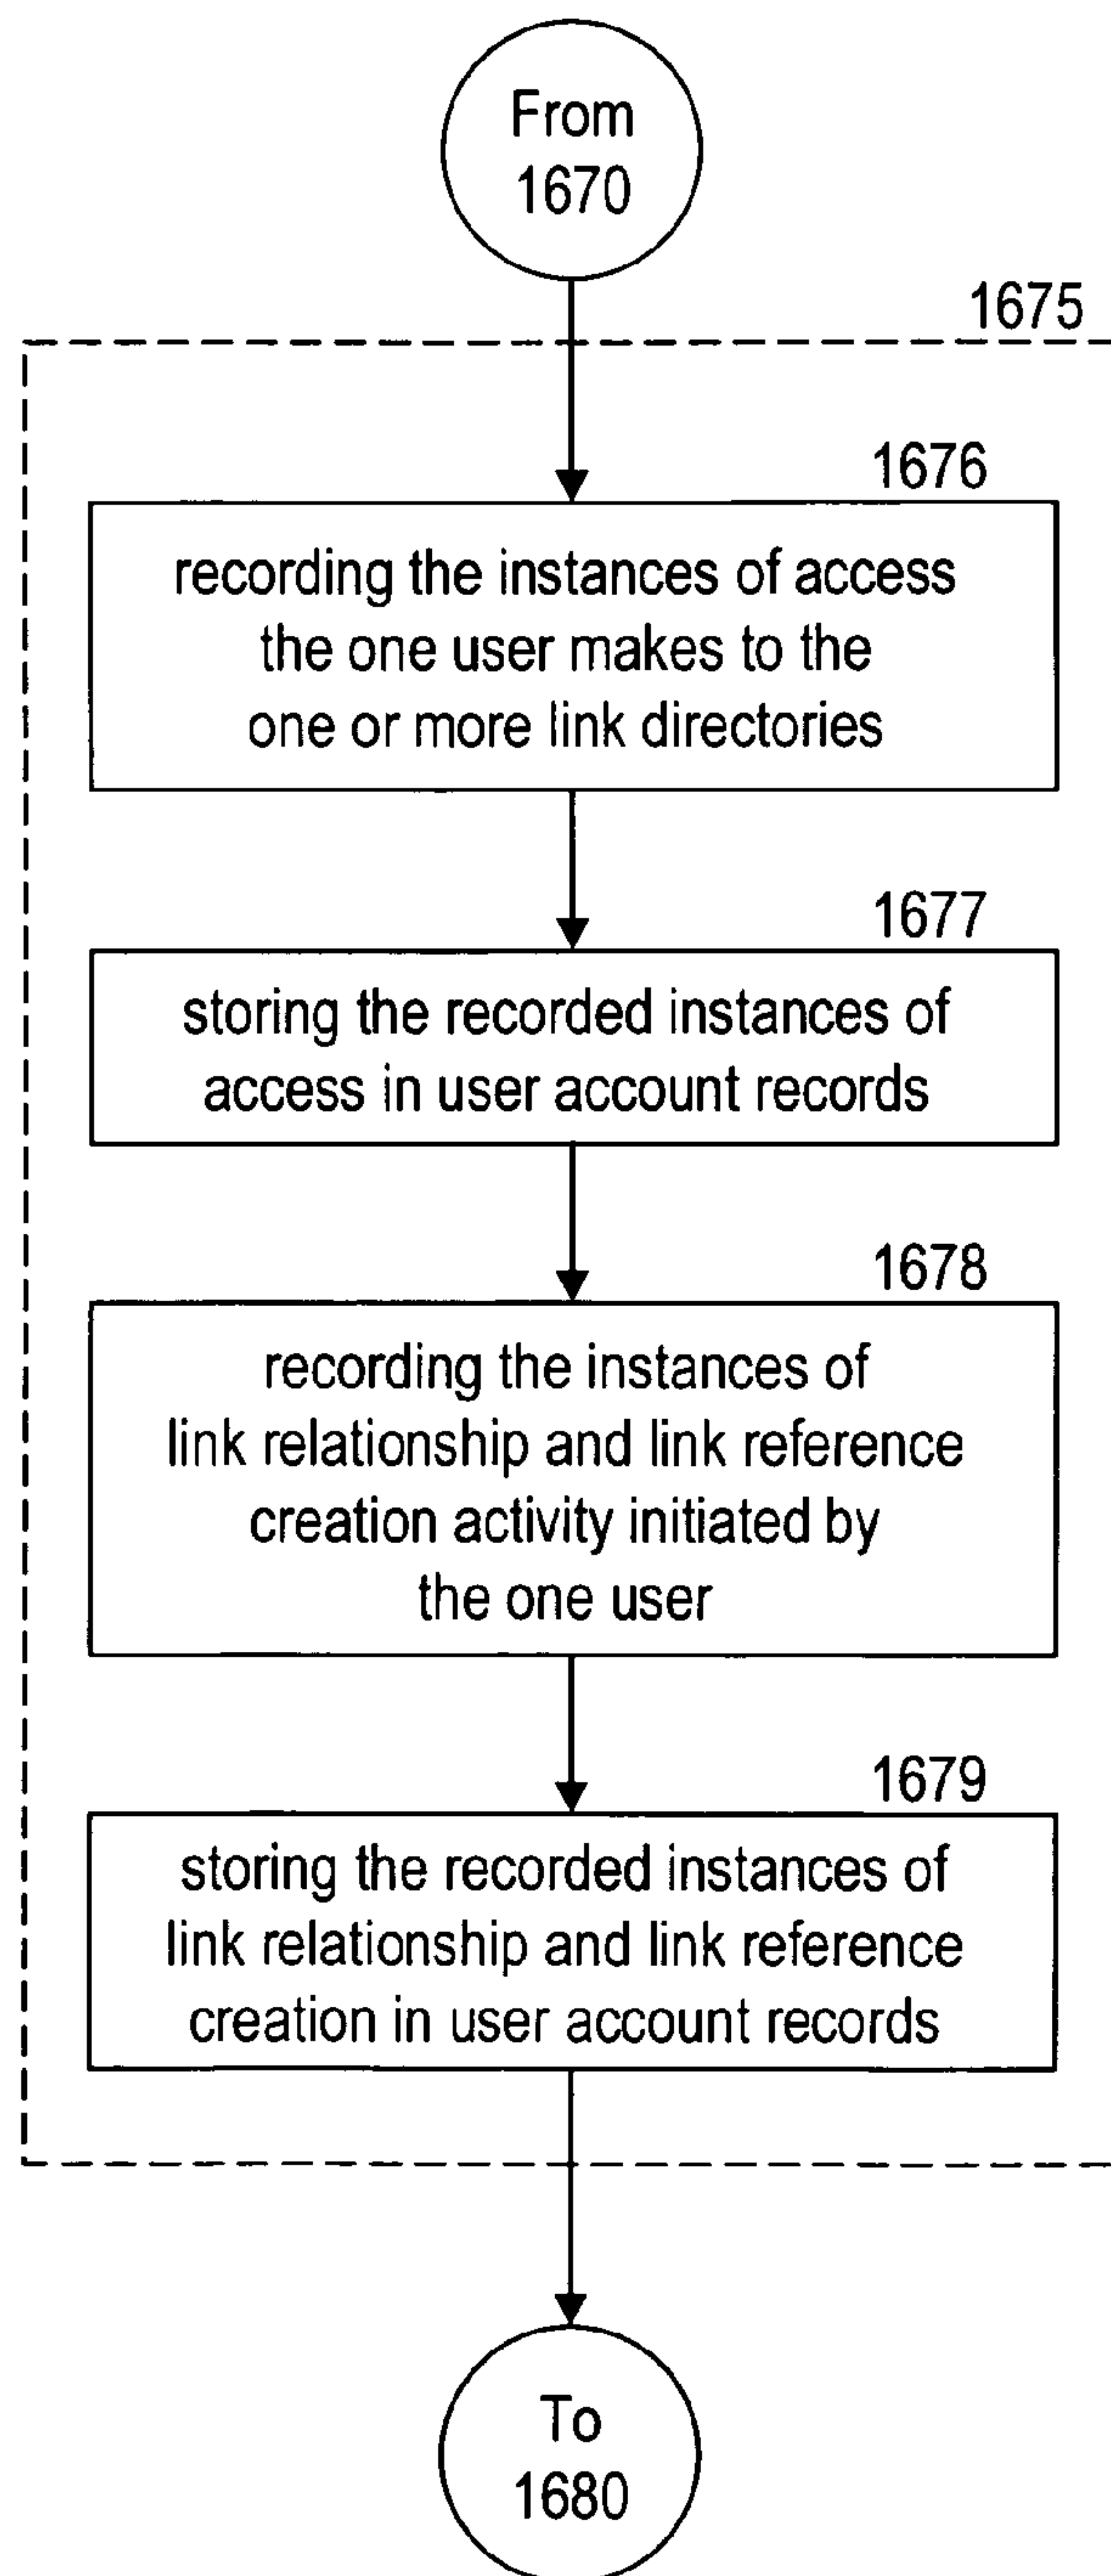 From
1670
1675
1676
recording the instances of access
the one user makes to the
one or more link directories
1677
storing the recorded instances of
access in user account records
1678
recording the instances of
link relationship and link reference
creation activity initiated by
the one user
1679
storing the recorded instances of
link relationship and link reference
creation in user account records
To
1680